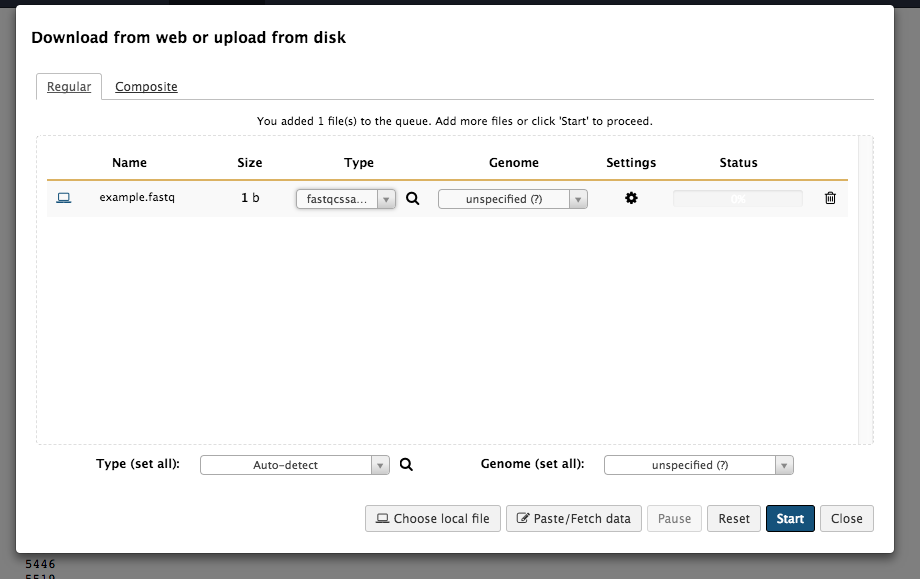 Download from web or upload from disk
Regular Composite
You added 1 file(s) to the queue. Add more files or click 'Start' to proceed.
Name Size Type Genome Settings Status
example.fastq 1 b fastqcssa... unspecified (?) 0%
Type (set all): Auto-detect Genome (set all): unspecified (?)
Choose local file Paste/Fetch data Pause Reset Start Close
5446
5519